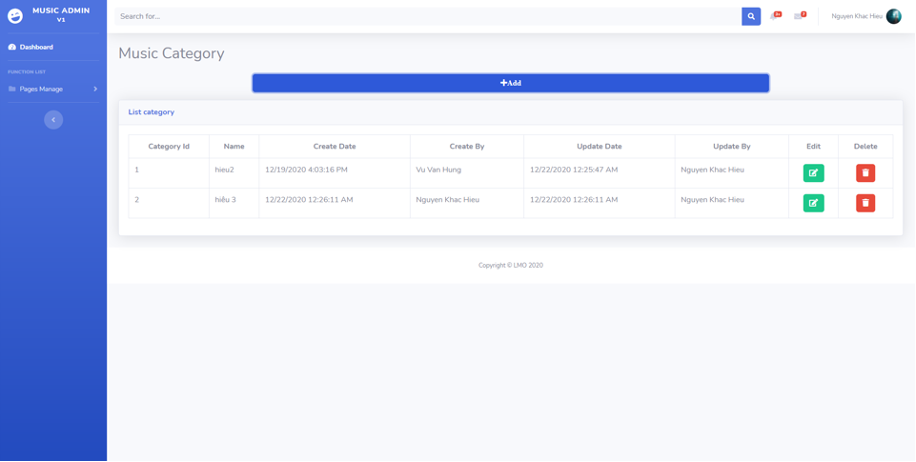 MUSIC ADMIN
V1
Dashboard
FUNCTION LIST
Pages Manage
Search for...
3+
7
Nguyen Khac Hieu
Music Category
+Add
List category
Category Id Name Create Date Create By Update Date Update By Edit Delete
1 hieu2 12/19/2020 4:03:16 PM Vu Van Hung 12/22/2020 12:25:47 AM Nguyen Khac Hieu
2 hiếu 3 12/22/2020 12:26:11 AM Nguyen Khac Hieu 12/22/2020 12:26:11 AM Nguyen Khac Hieu
Copyright © LMO 2020